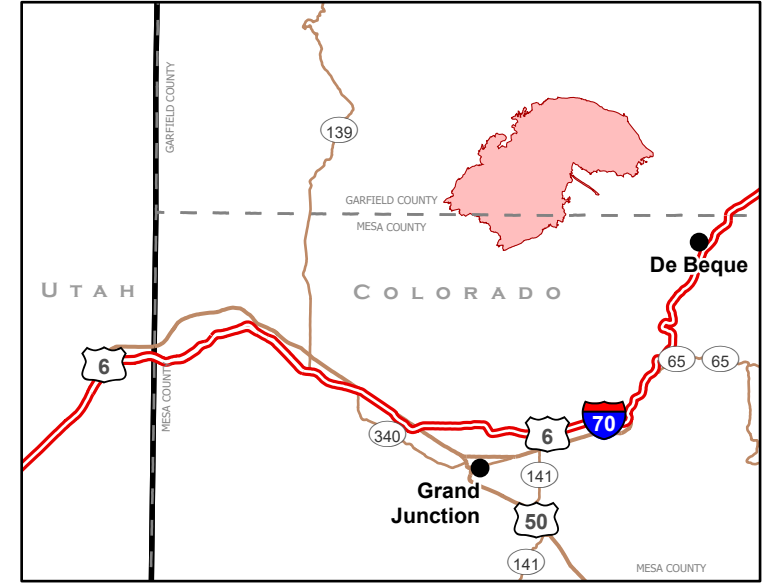 GARFIELD COUNTY
139
GARFIELD COUNTY
MESA COUNTY
De Beque
UTAH
COLORADO
6
65
65
MESA COUNTY
70
340
6
141
Grand
Junction
50
141
MESA COUNTY